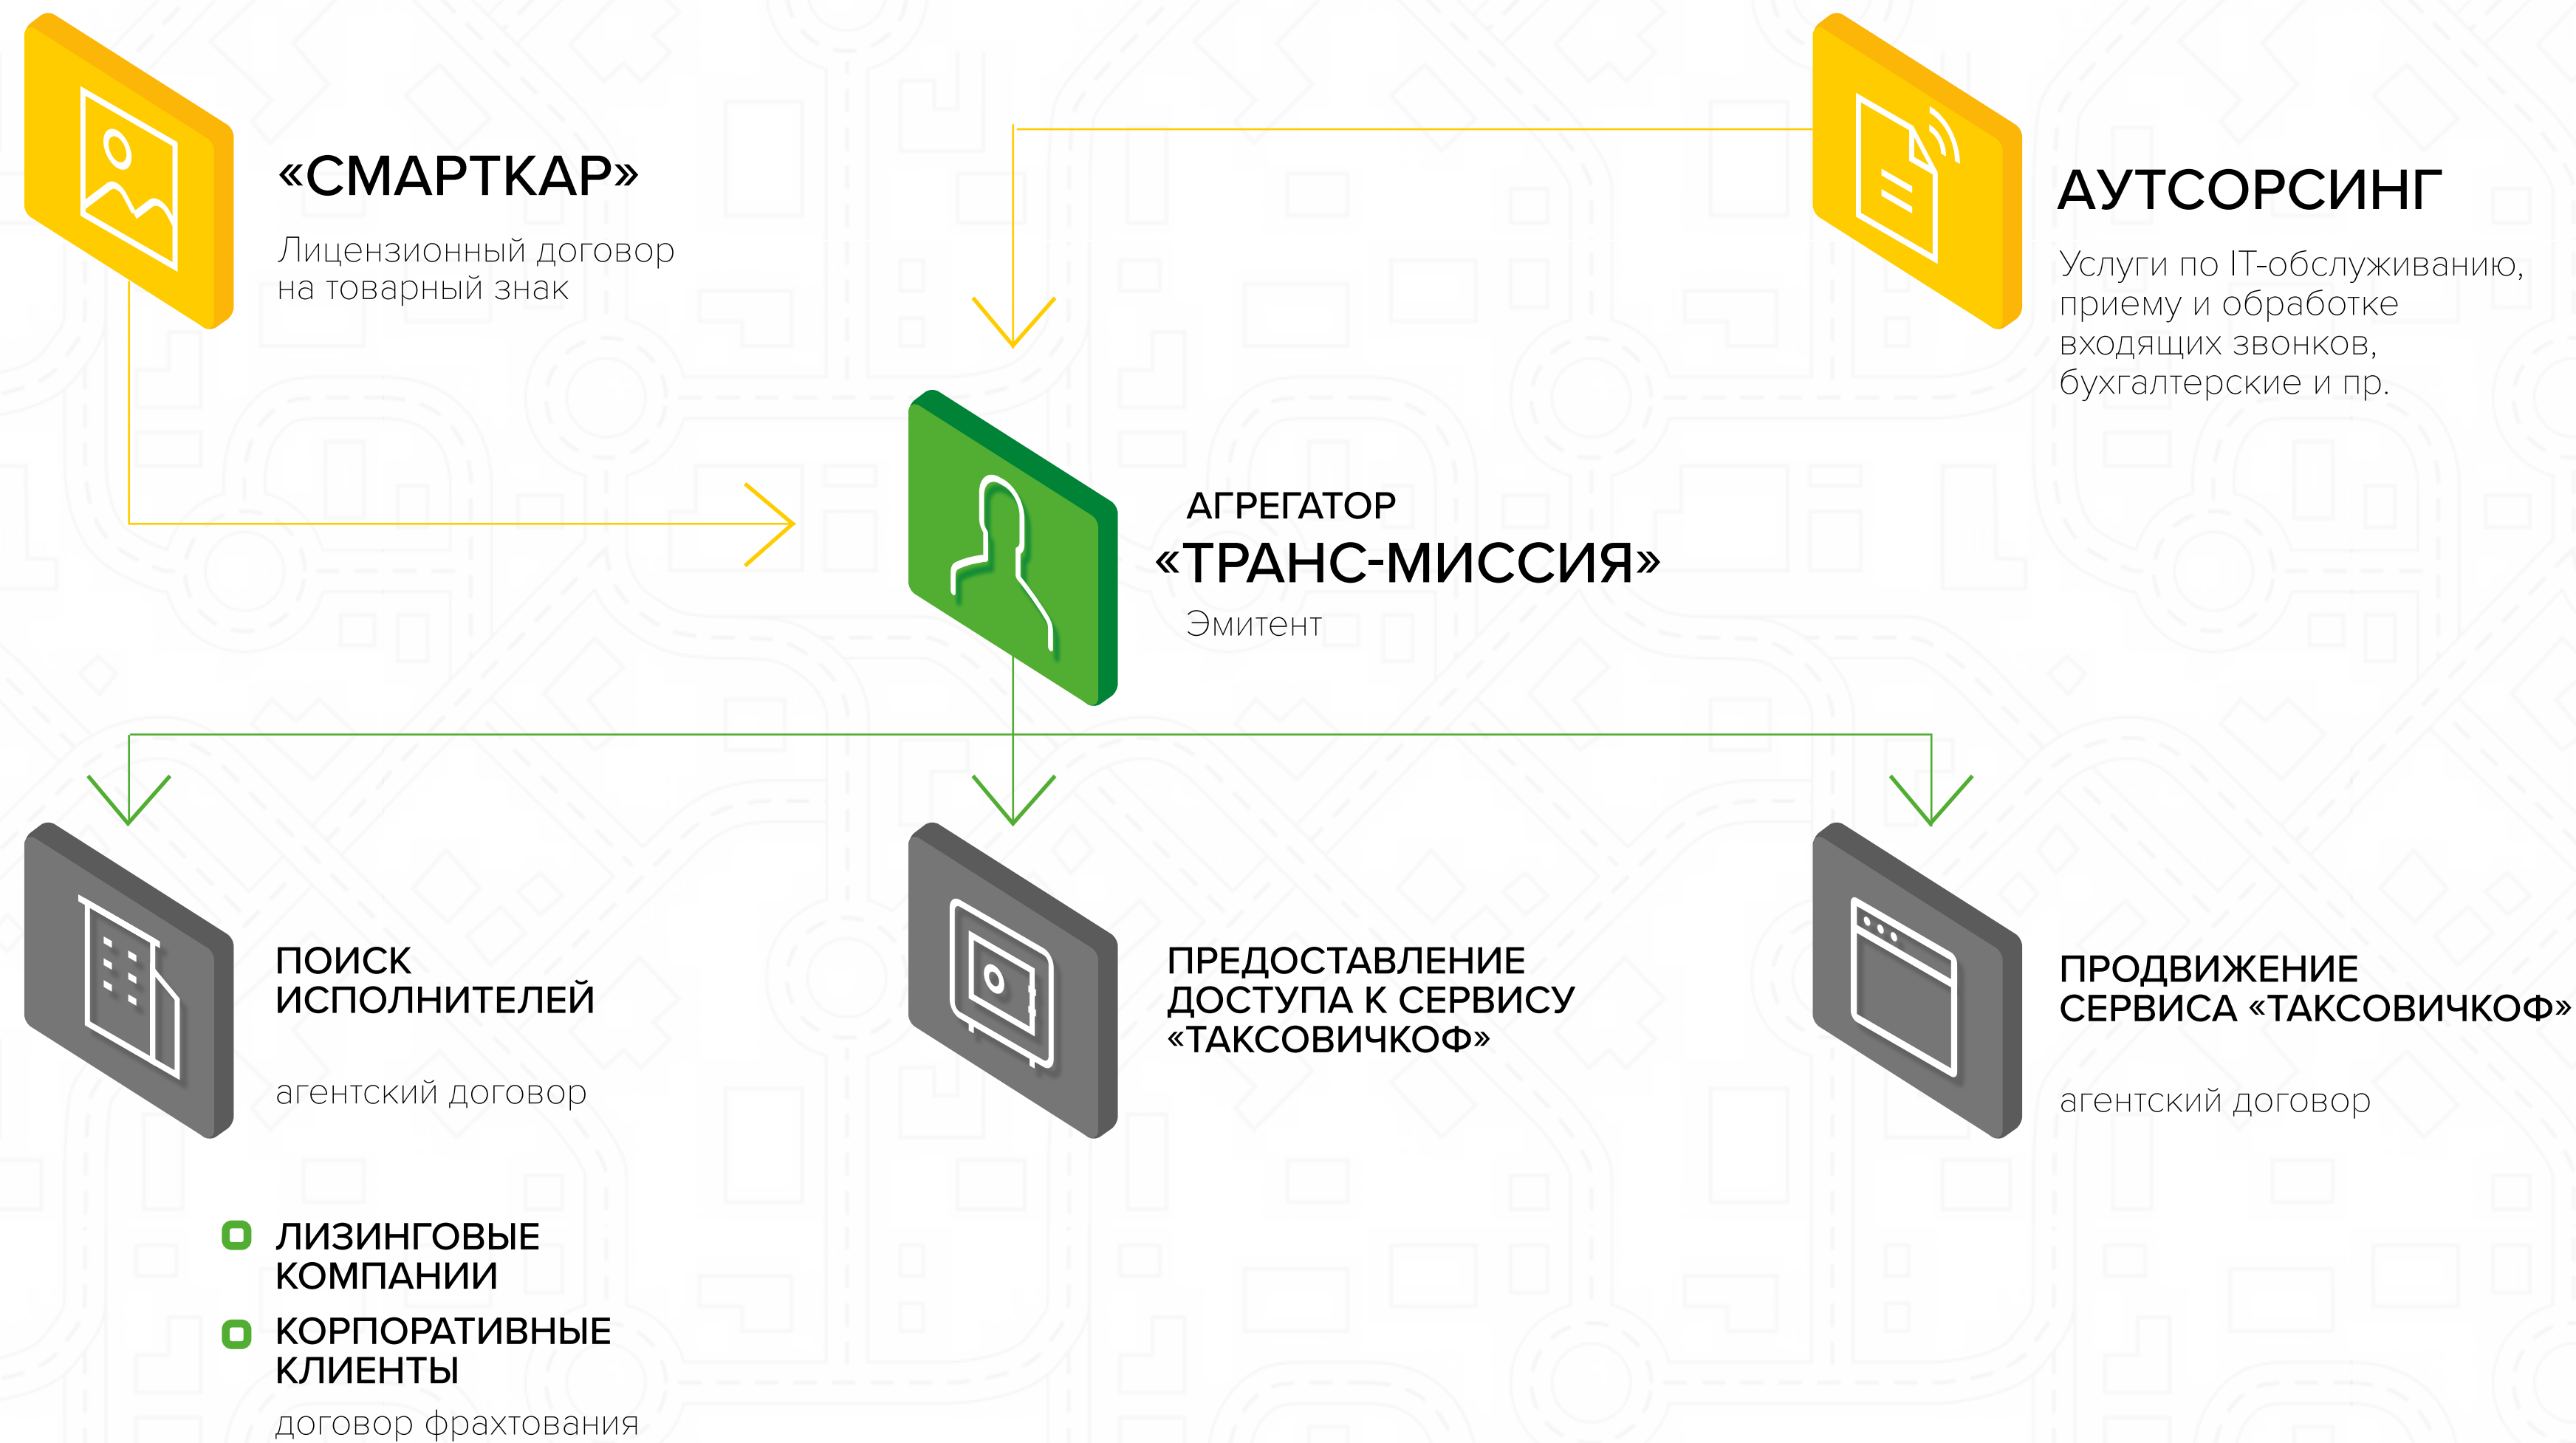 «СМАРТКАР»
Лицензионный договор
на товарный знак
АУТСОРСИНГ
Услуги по IT-обслуживанию,
приему и обработке
входящих звонков,
бухгалтерские и пр.
АГРЕГАТОР
«ТРАНС-МИССИЯ»
Эмитент
ПОИСК
ИСПОЛНИТЕЛЕЙ
агентский договор
ЛИЗИНГОВЫЕ
КОМПАНИИ
КОРПОРАТИВНЫЕ
КЛИЕНТЫ
договор фрахтования
ПРЕДОСТАВЛЕНИЕ
ДОСТУПА К СЕРВИСУ
«ТАКСОВИЧКОФ»
ПРОДВИЖЕНИЕ
СЕРВИСА «ТАКСОВИЧКОФ»
агентский договор